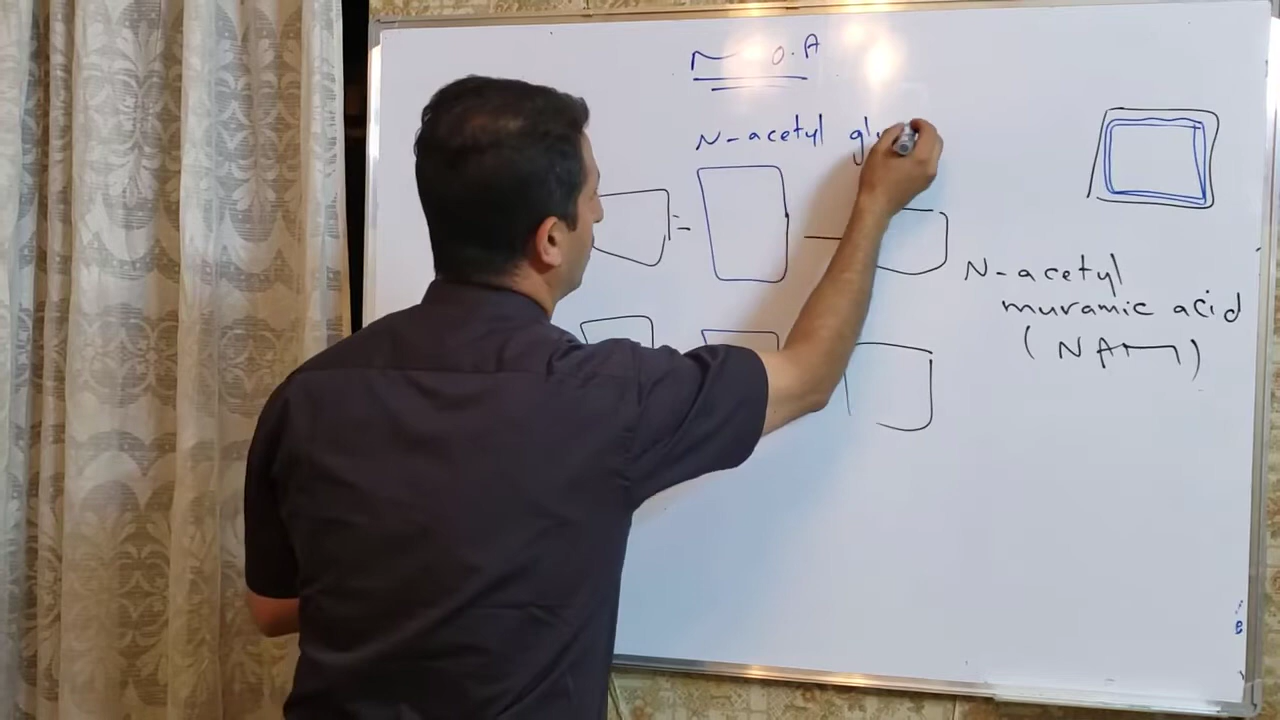 M.O.A
N-acetyl gl
N-acetyl
muramic acid
(NAM)